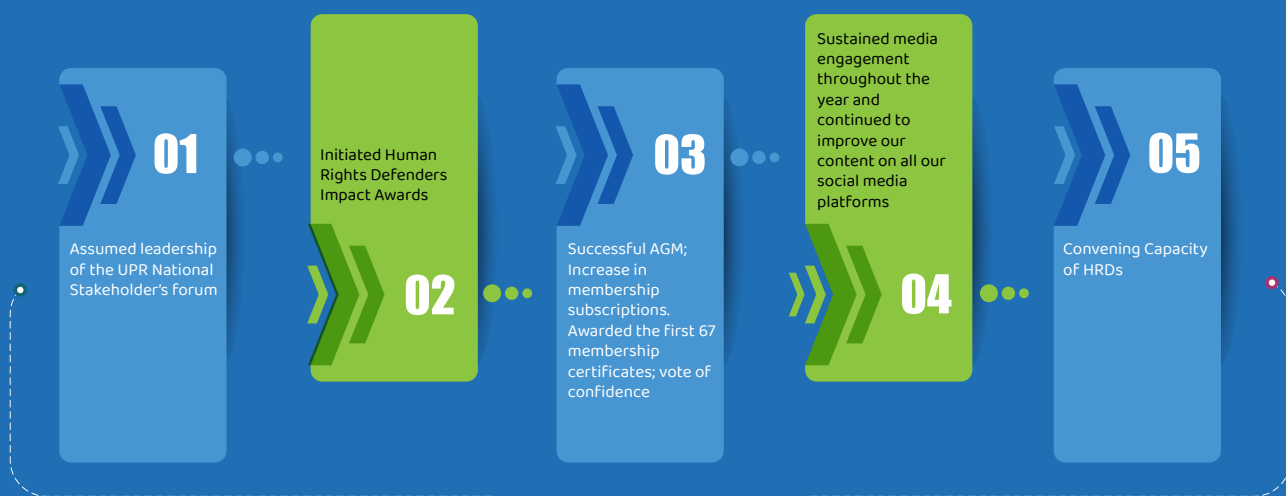 01
Assumed leadership
of the UPR National
Stakeholder's forum
Initiated Human
Rights Defenders
Impact Awards
02
03
Successful AGM;
Increase in
membership
subscriptions.
Awarded the first 67
membership
certificates; vote of
confidence
Sustained media
engagement
throughout the
year and
continued to
improve our
content on all our
social media
platforms
04
05
Convening Capacity
of HRDs